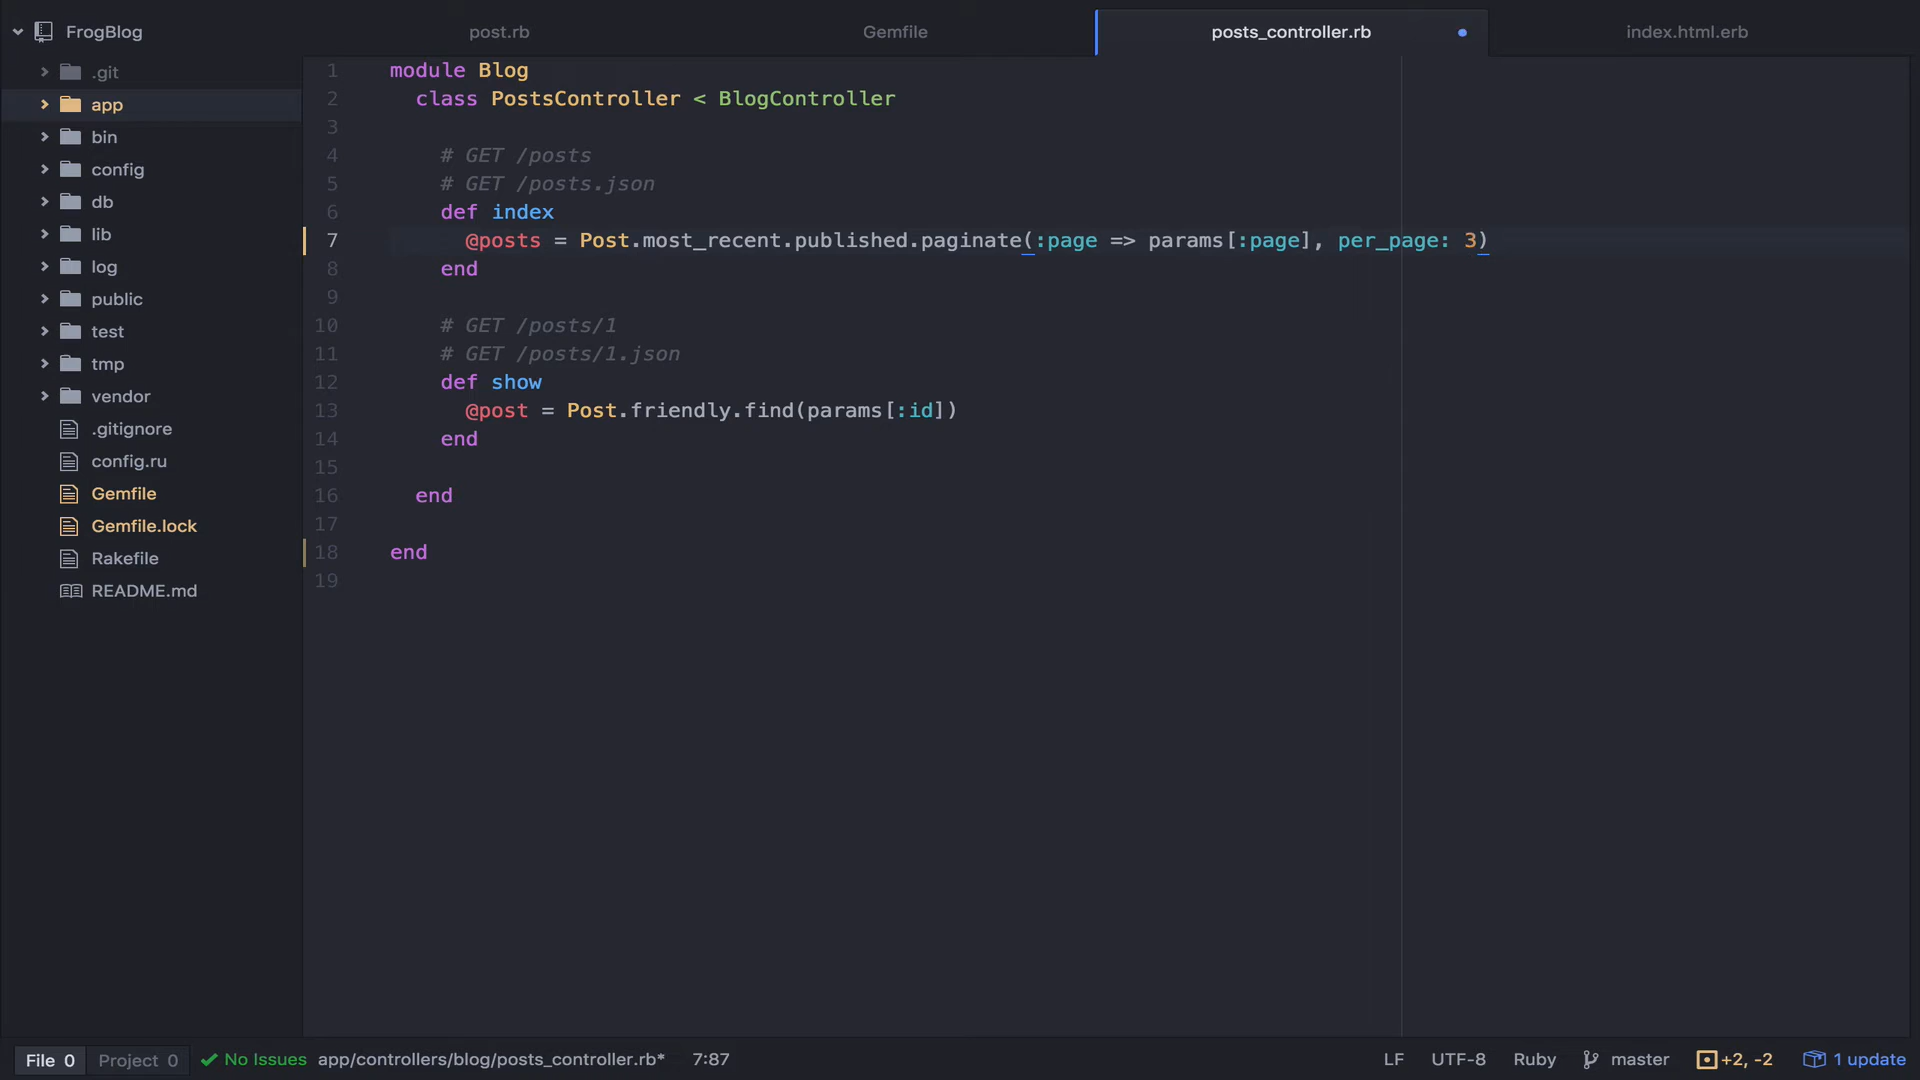 FrogBlog
post.rb
Gemfile
posts_controller.rb
index.html.erb
.git
app
bin
config
db
lib
log
public
test
tmp
vendor
.gitignore
config.ru
Gemfile
Gemfile.lock
Rakefile
README.md
1 module Blog
2 class PostsController < BlogController
3
4 # GET /posts
5 # GET /posts.json
6 def index
7 @posts = Post.most_recent.published.paginate(:page => params[:page], per_page: 3)
8 end
9
10 # GET /posts/1
11 # GET /posts/1.json
12 def show
13 @post = Post.friendly.find(params[:id])
14 end
15
16 end
17
18 end
19
File 0 Project 0 No Issues app/controllers/blog/posts_controller.rb* 7:87 LF UTF-8 Ruby master +2, -2 1 update